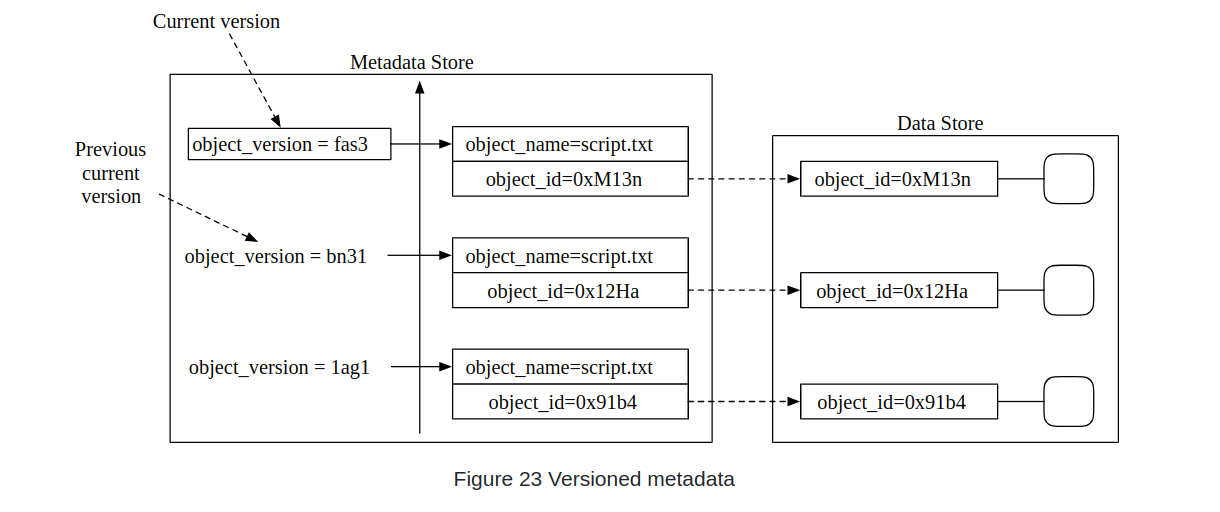 Current version
Metadata Store
Data Store
object_version = fas3
object_name=script.txt
object_id=0xM13n
object_id=0xM13n
Previous
current
version
object_version = bn31
object_name=script.txt
object_id=0x12Ha
object_id=0x12Ha
object_version = 1ag1
object_name=script.txt
object_id=0x91b4
object_id=0x91b4
Figure 23 Versioned metadata